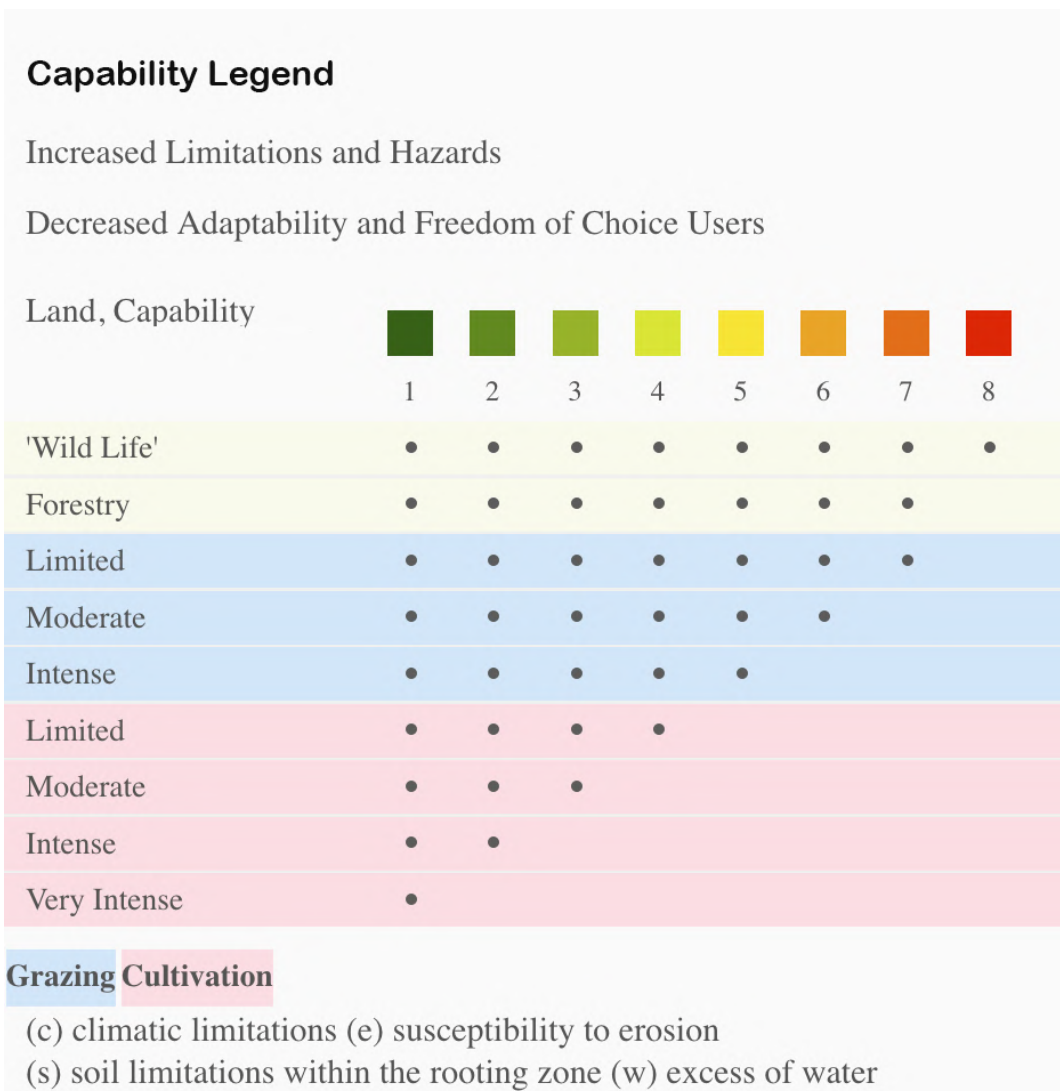 Capability Legend
Increased Limitations and Hazards
Decreased Adaptability and Freedom of Choice Users
Land, Capability
1 2 3 4 5 6 7 8
'Wild Life' • • • • • • • •
Forestry • • • • • • •
Limited • • • • • • •
Moderate • • • • • •
Intense • • • • •
Limited • • • •
Moderate • • •
Intense • •
Very Intense •
Grazing Cultivation
(c) climatic limitations (e) susceptibility to erosion
(s) soil limitations within the rooting zone (w) excess of water